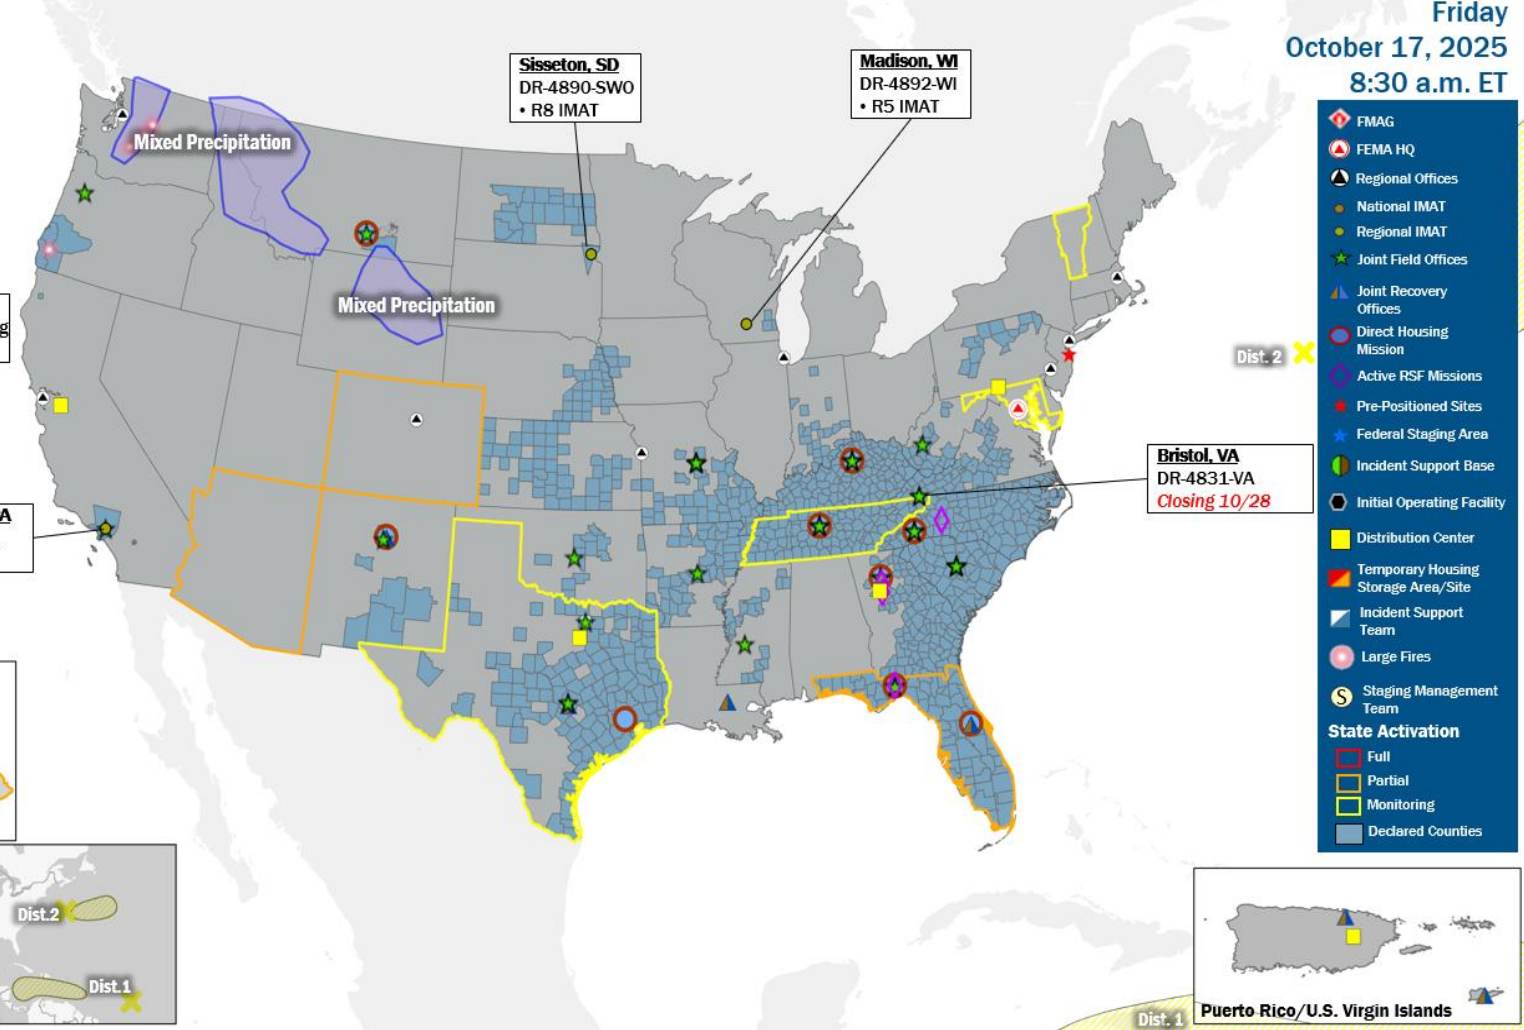 Friday
October 17, 2025
8:30 a.m. ET
Sisseton, SD
DR-4890-SWO
• R8 IMAT
Madison, WI
DR-4892-WI
• R5 IMAT
Mixed Precipitation
Mixed Precipitation
g
A
Dist. 2
Bristol, VA
DR-4831-VA
Closing 10/28
FMAG
FEMA HQ
Regional Offices
National IMAT
Regional IMAT
Joint Field Offices
Joint Recovery
Offices
Direct Housing
Mission
Active RSF Missions
Pre-Positioned Sites
Federal Staging Area
Incident Support Base
Initial Operating Facility
Distribution Center
Temporary Housing
Storage Area/Site
Incident Support
Team
Large Fires
S
Staging Management
Team
State Activation
Full
Partial
Monitoring
Declared Counties
Dist.2
Dist.1
Dist. 1
Puerto Rico/U.S. Virgin Islands